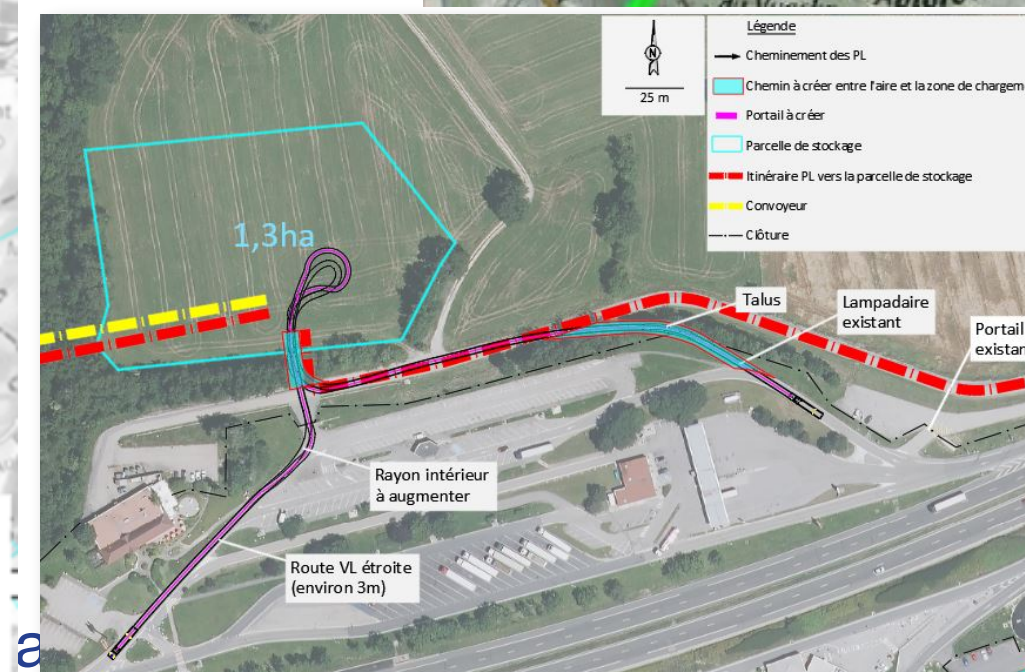 Légende
N
25 m
Cheminement des PL
Chemin à créer entre l'aire et la zone de chargeme
Portail à créer
Parcelle de stockage
Itinéraire PL vers la parcelle de stockage
Convoyeur
Clôture
1,3ha
Talus
Lampadaire
existant
Portail
existan
Rayon intérieur
à augmenter
Route VL étroite
(environ 3m)
a